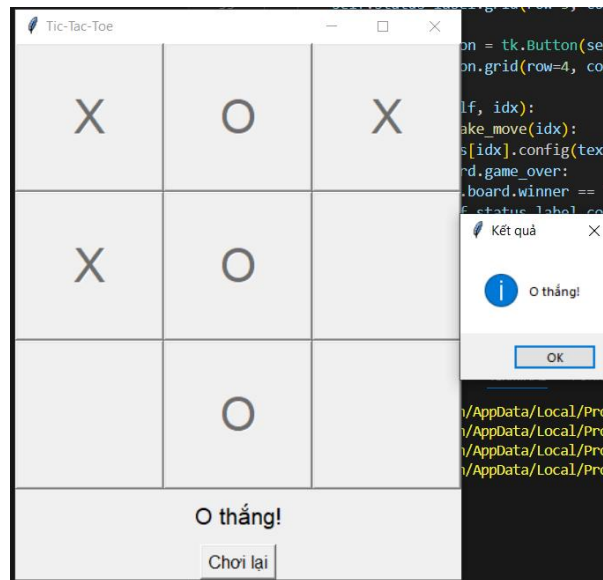 Tic-Tac-Toe
X O X
X O
O
O thắng!
Chơi lại
on = tk.Button(se
on.grid(row=4, co
lf, idx):
ake_move(idx):
s[idx].config(tex
rd.game_over:
.board.winner ==
Kết quả
O thắng!
OK
n/AppData/Local/Pro
n/AppData/Local/Pro
n/AppData/Local/Pro
n/AppData/Local/Pro